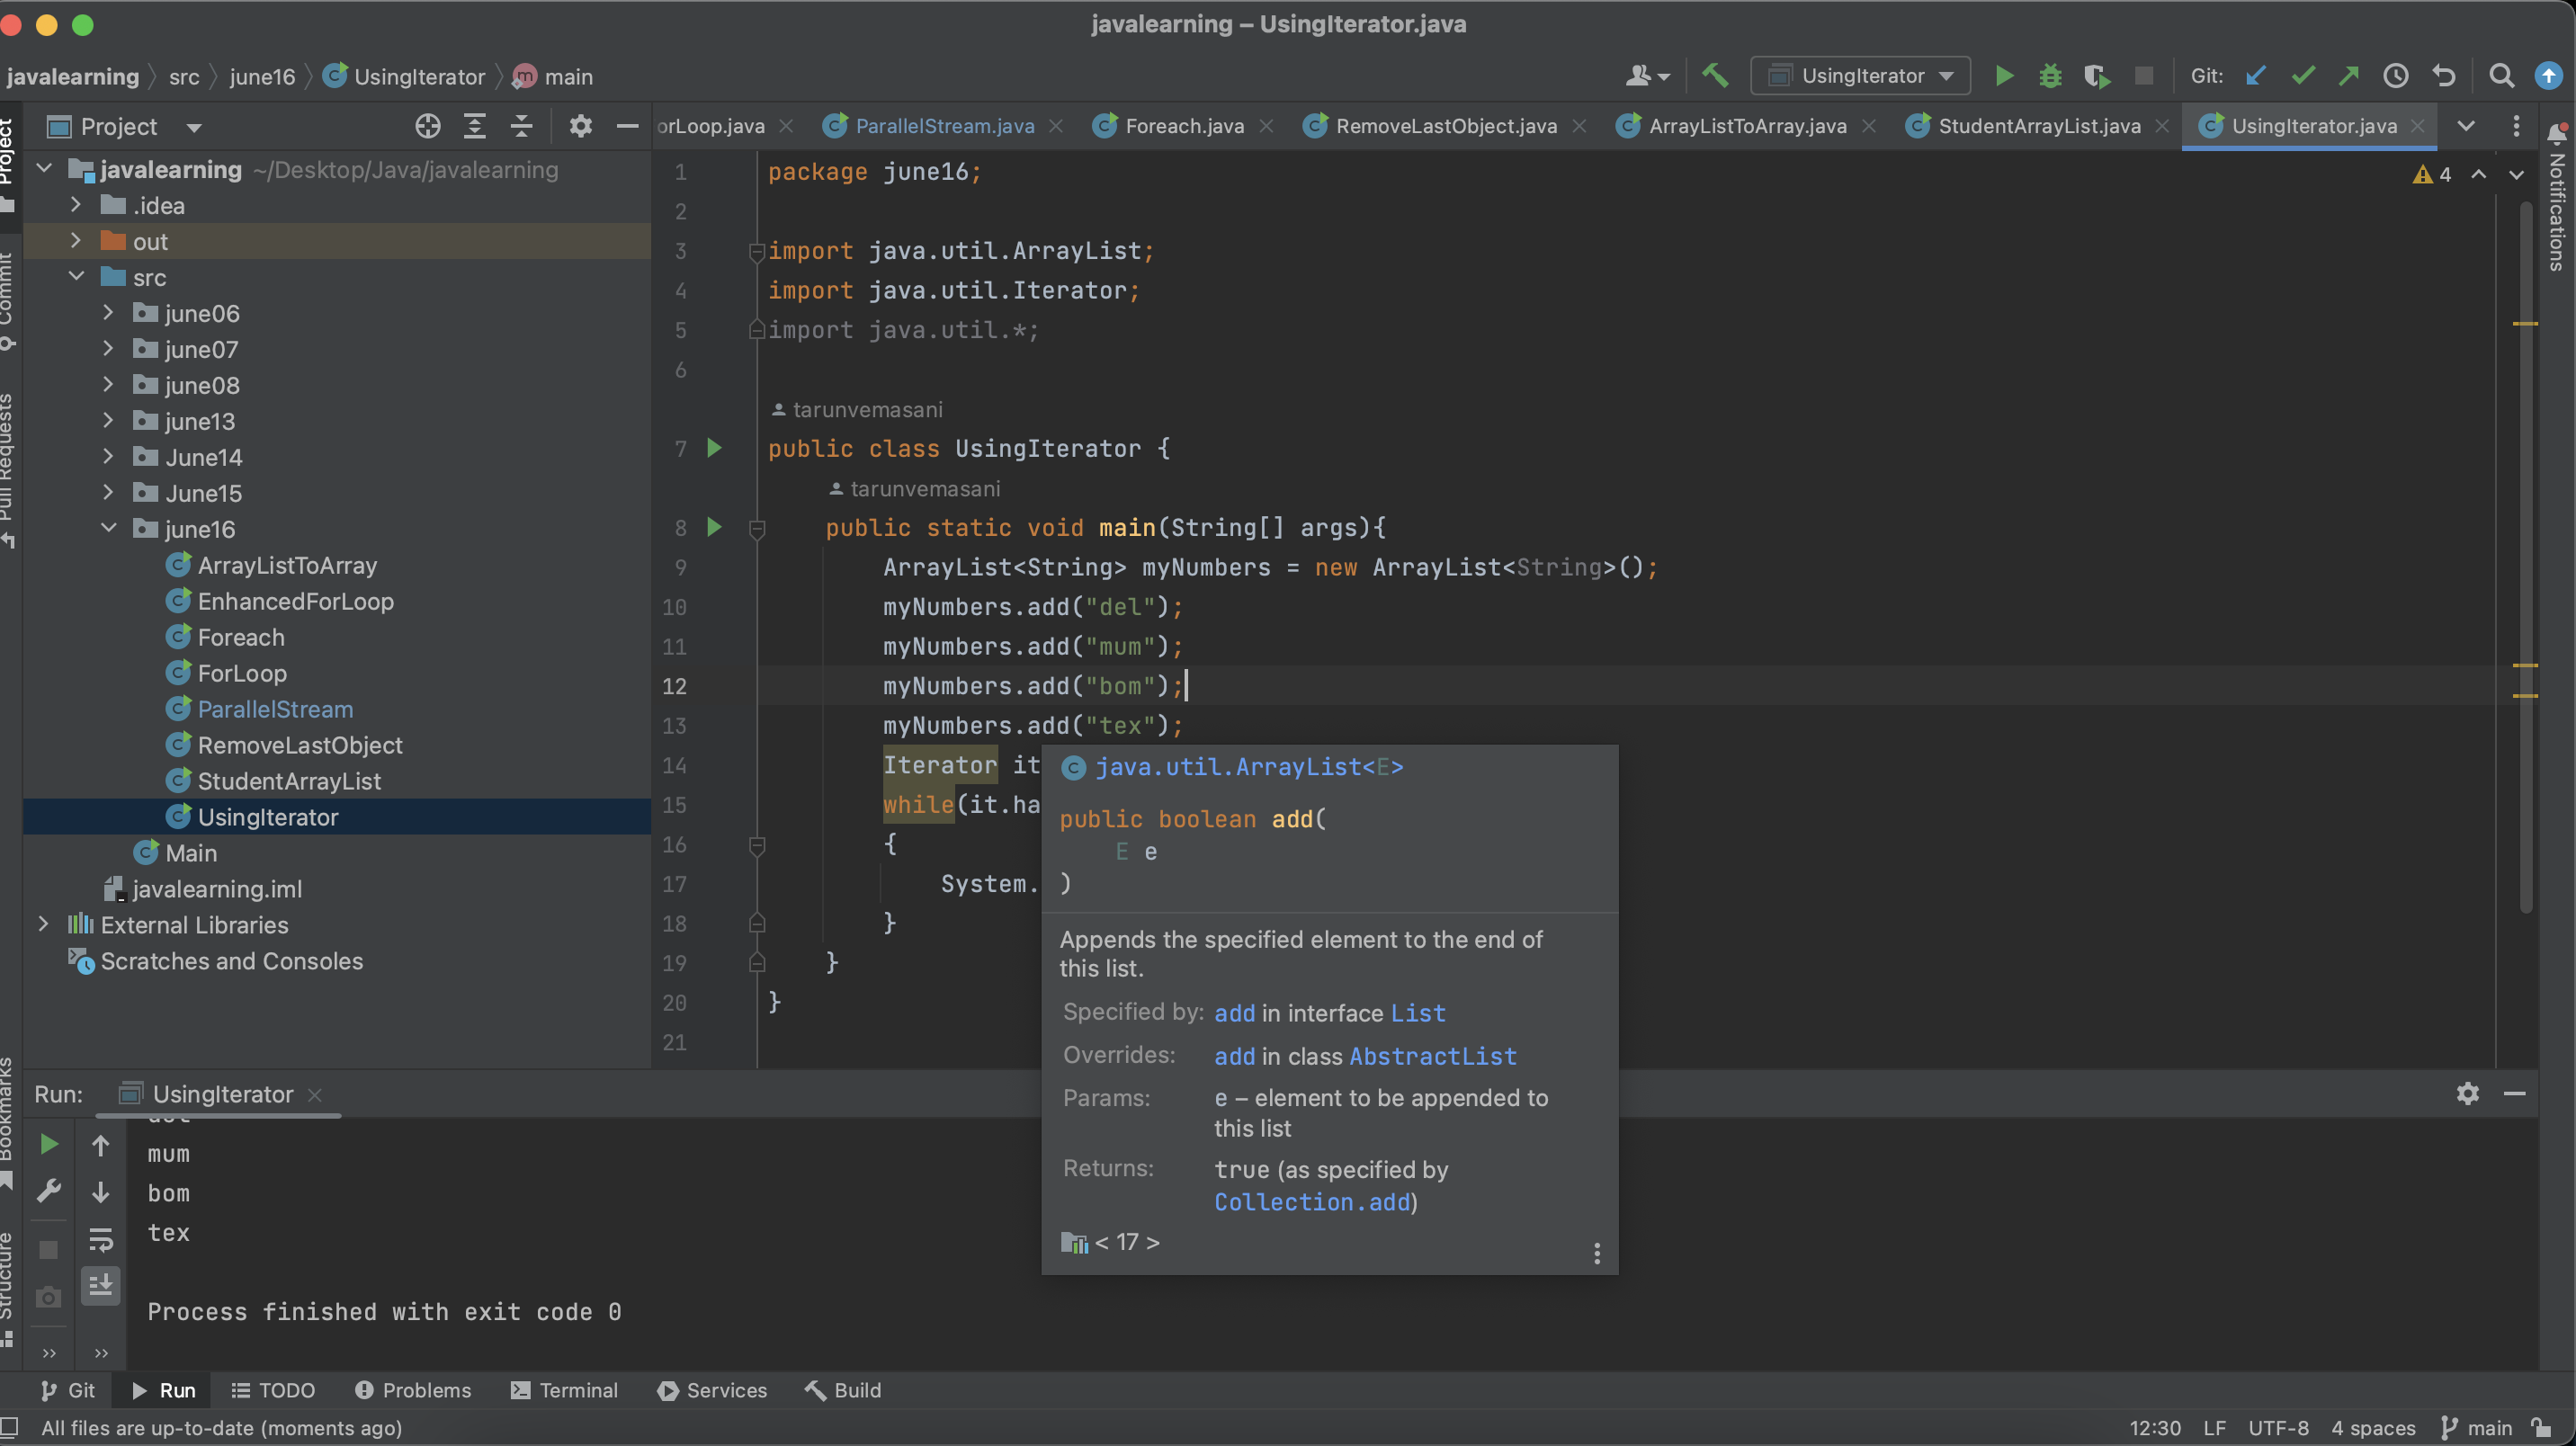 javalearning – UsingIterator.java
javalearning src june16 UsingIterator main
UsingIterator Git:
Project
orLoop.java ParallelStream.java Foreach.java RemoveLastObject.java ArrayListToArray.java StudentArrayList.java UsingIterator.java
Project
Commit
Pull Requests
Bookmarks
Structure
Notifications
javalearning ~/Desktop/Java/javalearning
.idea
out
src
june06
june07
june08
june13
June14
June15
june16
ArrayListToArray
EnhancedForLoop
Foreach
ForLoop
ParallelStream
RemoveLastObject
StudentArrayList
UsingIterator
Main
javalearning.iml
External Libraries
Scratches and Consoles
4
1 package june16;
2
3 import java.util.ArrayList;
4 import java.util.Iterator;
5 import java.util.*;
6
tarunvemasani
7 public class UsingIterator {
tarunvemasani
8 public static void main(String[] args){
9 ArrayList<String> myNumbers = new ArrayList<String>();
10 myNumbers.add("del");
11 myNumbers.add("mum");
12 myNumbers.add("bom");
13 myNumbers.add("tex");
14 Iterator it
15 while(it.ha
16 {
17 System.
18 }
19 }
20 }
21
java.util.ArrayList<E>
public boolean add(
E e
)
Appends the specified element to the end of
this list.
Specified by: add in interface List
Overrides: add in class AbstractList
Params: e – element to be appended to
this list
Returns: true (as specified by
Collection.add)
< 17 >
Run: UsingIterator
mum
bom
tex
Process finished with exit code 0
Git Run TODO Problems Terminal Services Build
All files are up-to-date (moments ago)
12:30 LF UTF-8 4 spaces main